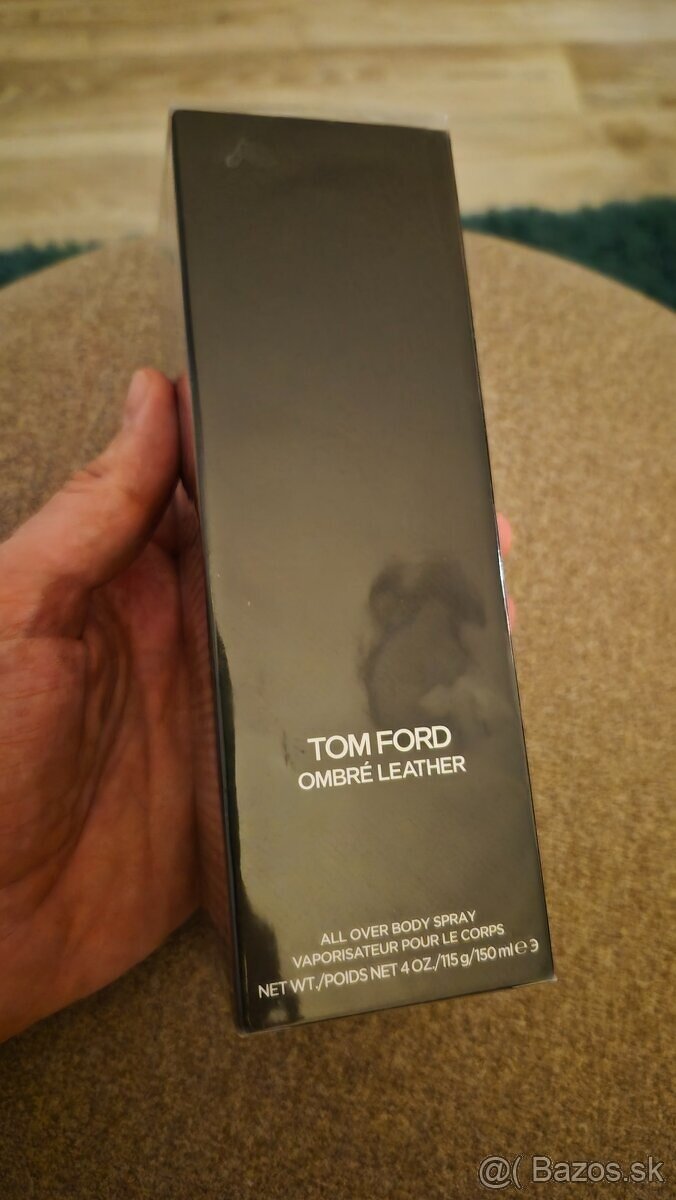 TOM FORD
OMBRÉ LEATHER
ALL OVER BODY SPRAY
VAPORISATEUR POUR LE CORPS
NET WT./POIDS NET 4 OZ./115 g/150 ml ℮ ɘ
@( Bazos.sk